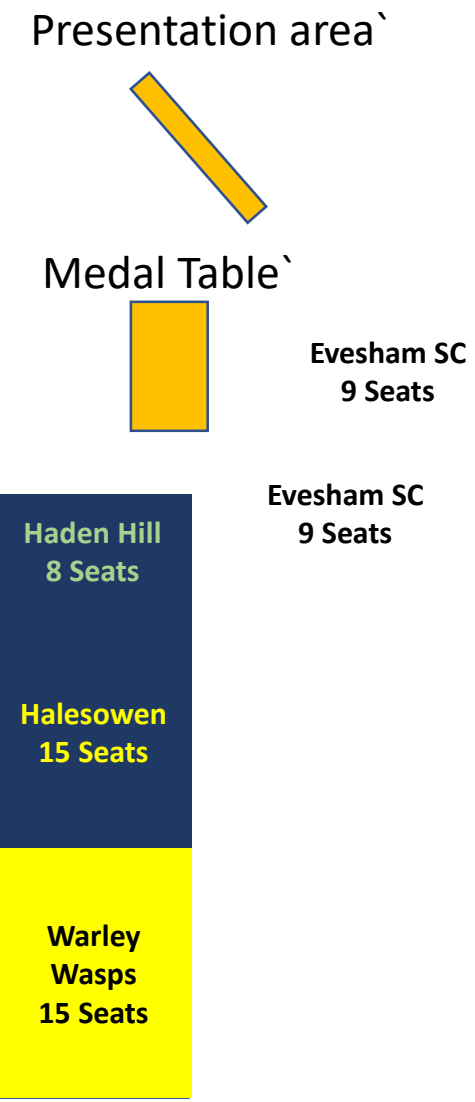 Presentation area`
Medal Table`
Evesham SC
9 Seats
Evesham SC
9 Seats
Haden Hill
8 Seats
Halesowen
15 Seats
Warley
Wasps
15 Seats